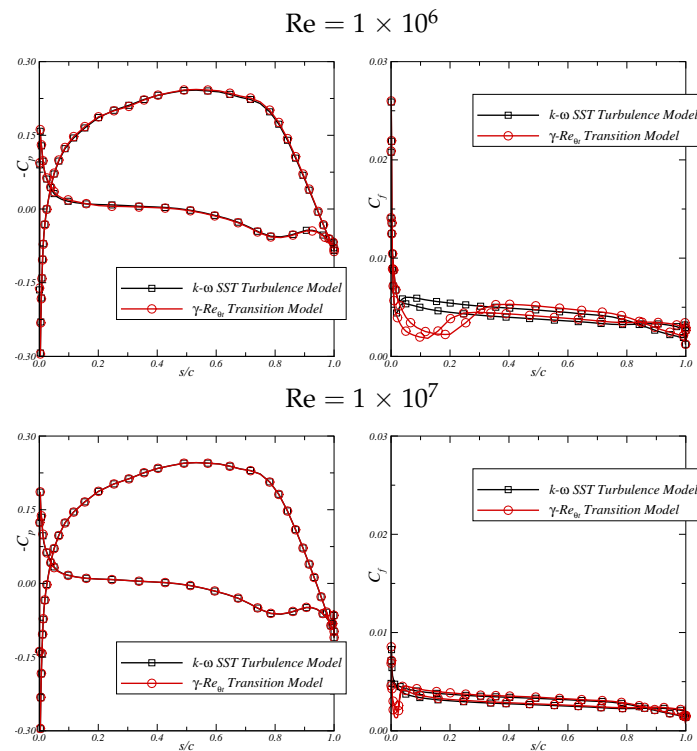 Re = 1 × 10⁶
0.30
0.15
0.00
-0.15
-0.30
-C_p
0.0
0.2
0.4
0.6
0.8
1.0
s/c
k-ω SST Turbulence Model
γ-Re_θt Transition Model
0.03
0.02
0.01
0.00
C_f
0.0
0.2
0.4
0.6
0.8
1.0
s/c
k-ω SST Turbulence Model
γ-Re_θt Transition Model
Re = 1 × 10⁷
0.30
0.15
0.00
-0.15
-0.30
-C_p
0.0
0.2
0.4
0.6
0.8
1.0
s/c
k-ω SST Turbulence Model
γ-Re_θt Transition Model
0.03
0.02
0.01
0.00
C_f
0.0
0.2
0.4
0.6
0.8
1.0
s/c
k-ω SST Turbulence Model
γ-Re_θt Transition Model